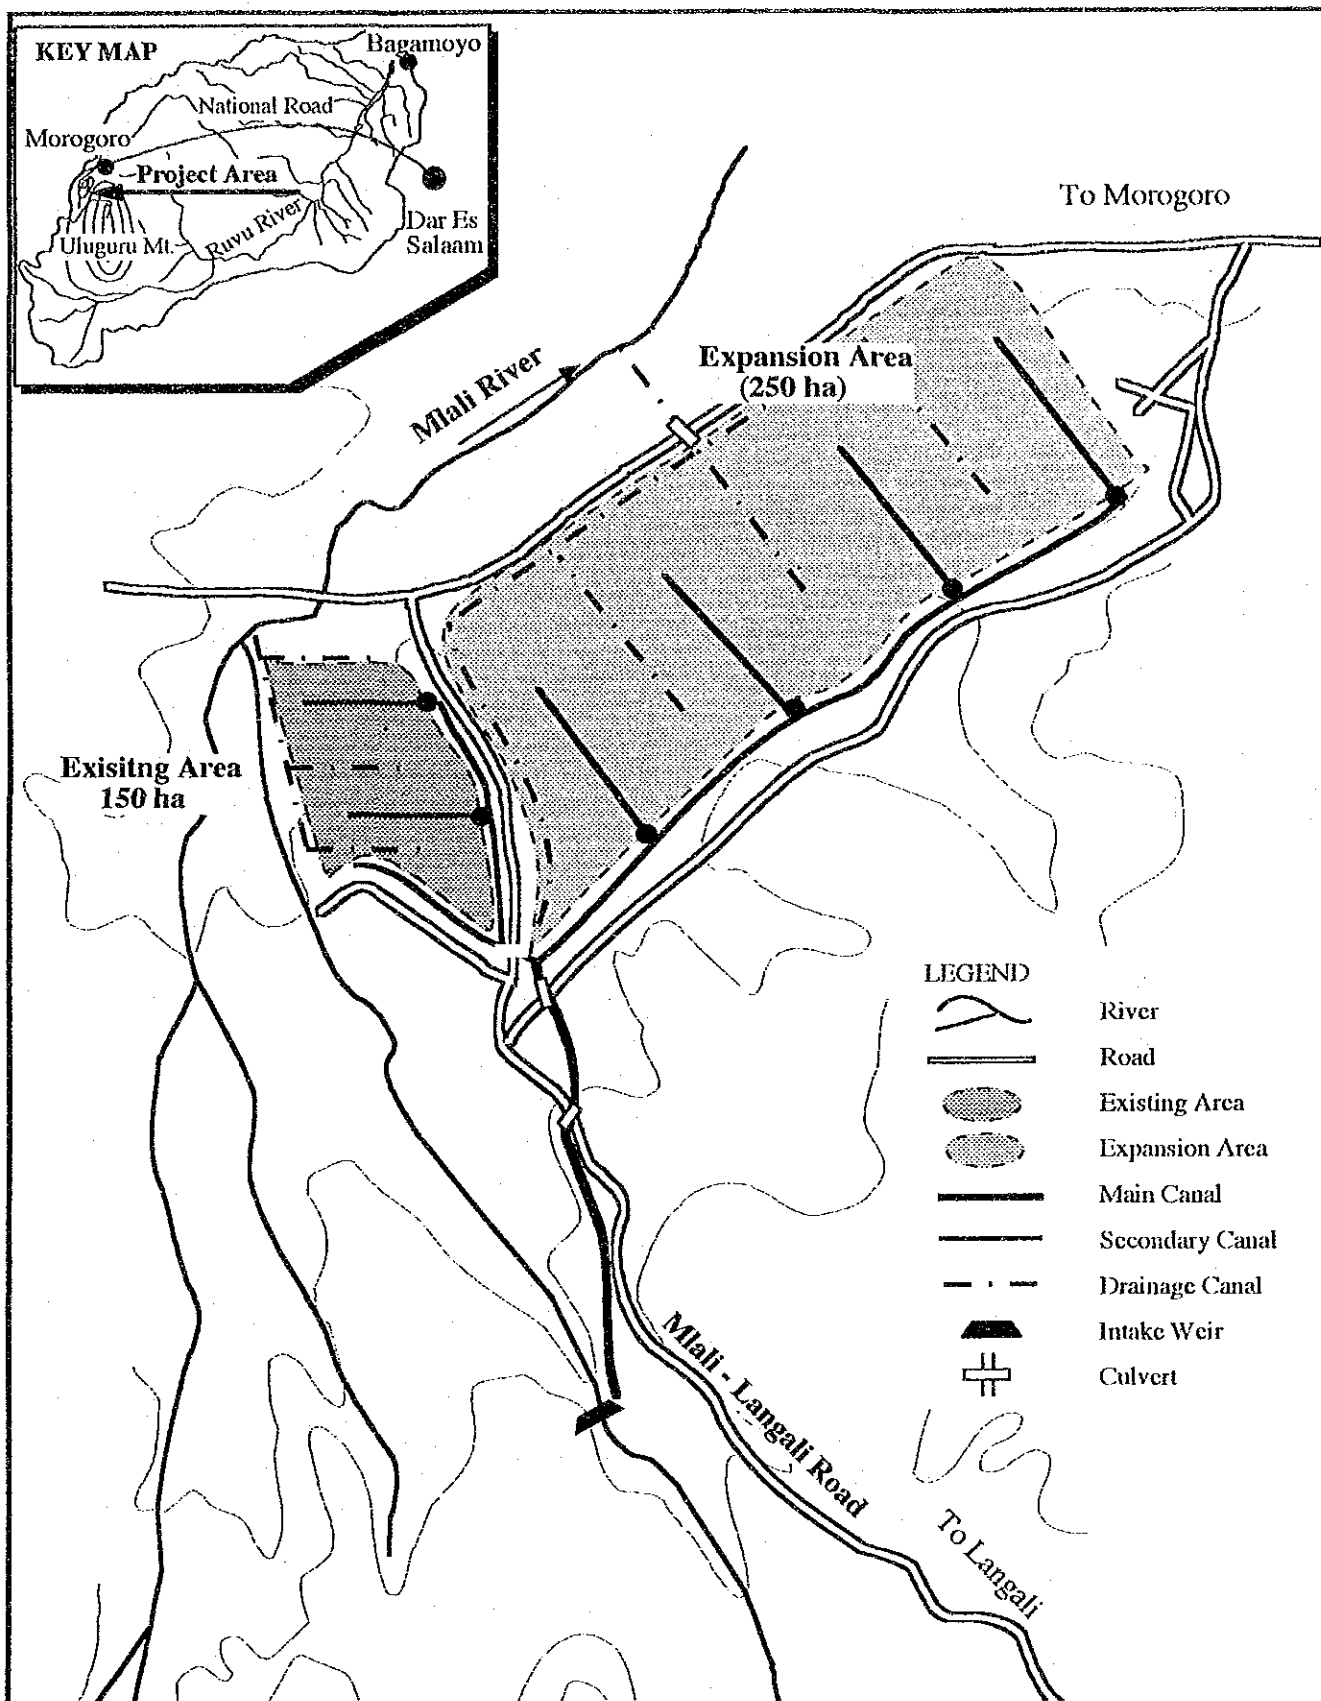 KEY MAP
Bagamoyo
National Road
Morogoro
Project Area
Dar Es
Salaam
Ruvu River
Uluguru Mt.
To Morogoro
Mlali River
Expansion Area
(250 ha)
Exisitng Area
150 ha
LEGEND
River
Road
Existing Area
Expansion Area
Main Canal
Secondary Canal
Drainage Canal
Intake Weir
Culvert
Mlali - Langali Road
To Langali